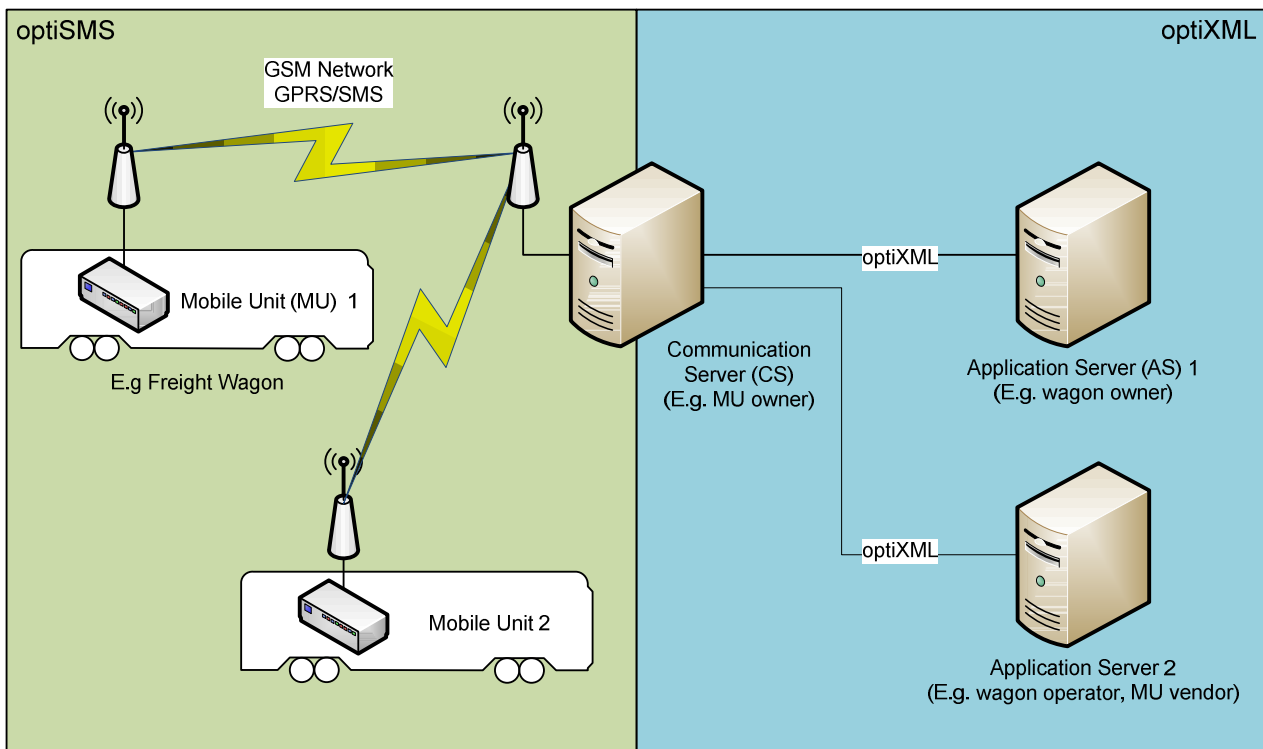 optiSMS
optiXML
GSM Network
GPRS/SMS
Mobile Unit (MU) 1
E.g Freight Wagon
optiXML
Communication
Server (CS)
(E.g. MU owner)
Application Server (AS) 1
(E.g. wagon owner)
optiXML
Mobile Unit 2
Application Server 2
(E.g. wagon operator, MU vendor)